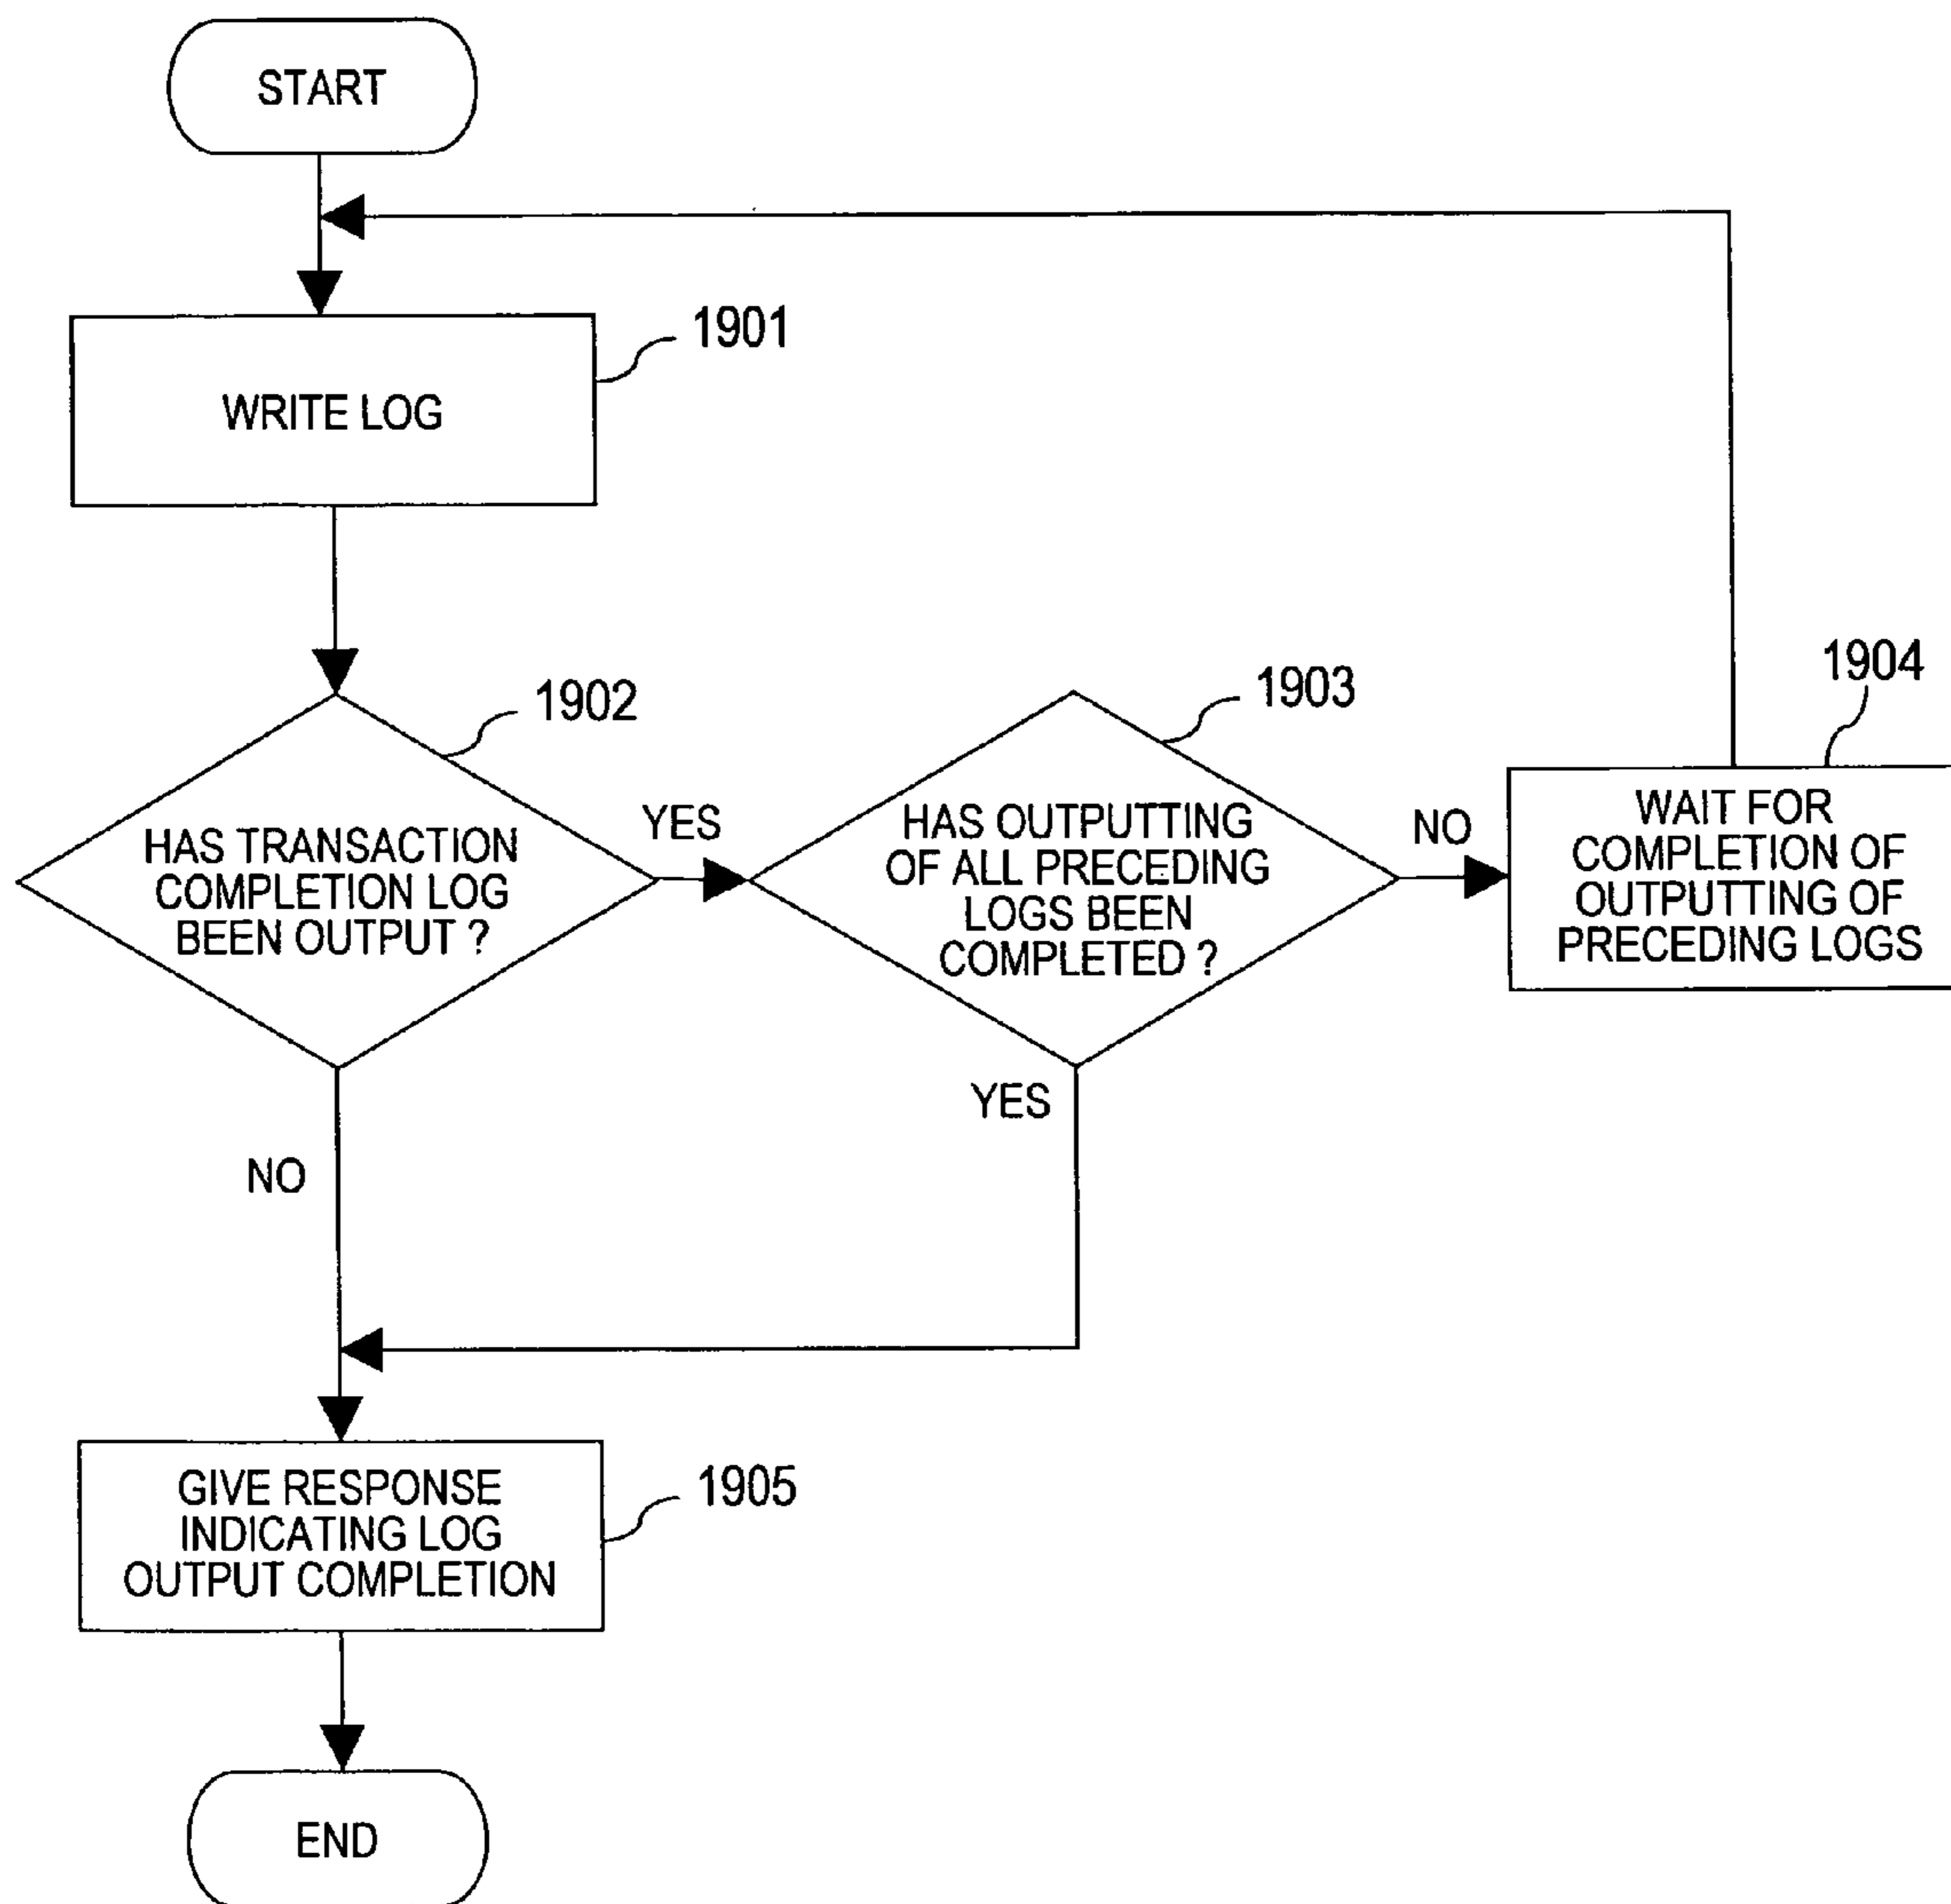 START
1901
WRITE LOG
1902
1903
1904
HAS TRANSACTION
COMPLETION LOG
BEEN OUTPUT ?
YES
HAS OUTPUTTING
OF ALL PRECEDING
LOGS BEEN
COMPLETED ?
NO
WAIT FOR
COMPLETION OF
OUTPUTTING OF
PRECEDING LOGS
YES
NO
GIVE RESPONSE
INDICATING LOG
OUTPUT COMPLETION
1905
END